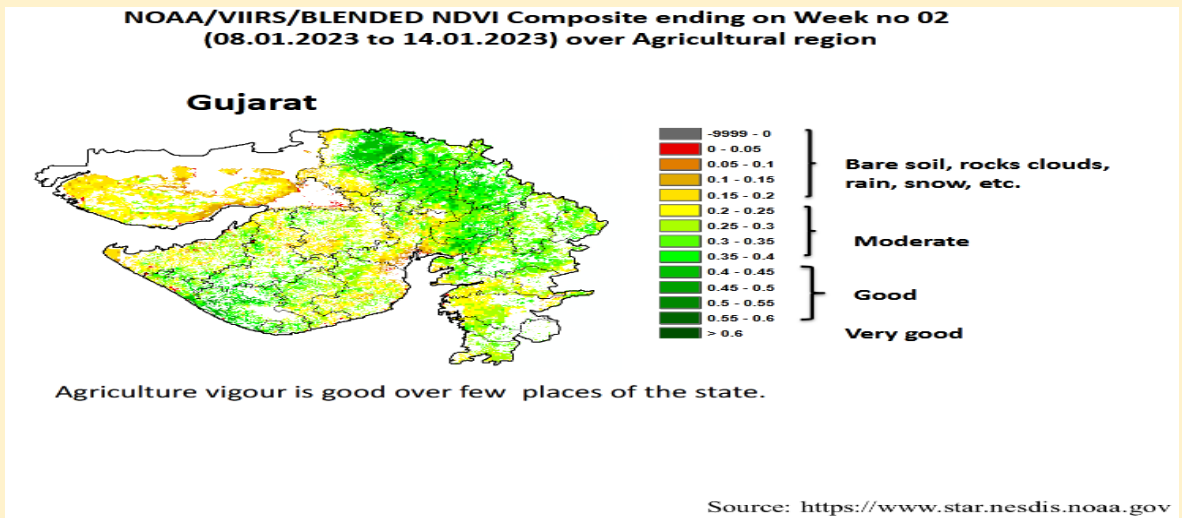 NOAA/VIIRS/BLENDED NDVI Composite ending on Week no 02
(08.01.2023 to 14.01.2023) over Agricultural region
Gujarat
-9999 - 0
0 - 0.05
0.05 - 0.1
0.1 - 0.15
0.15 - 0.2
0.2 - 0.25
0.25 - 0.3
0.3 - 0.35
0.35 - 0.4
0.4 - 0.45
0.45 - 0.5
0.5 - 0.55
0.55 - 0.6
> 0.6
Bare soil, rocks clouds,
rain, snow, etc.
Moderate
Good
Very good
Agriculture vigour is good over few places of the state.
Source: https://www.star.nesdis.noaa.gov